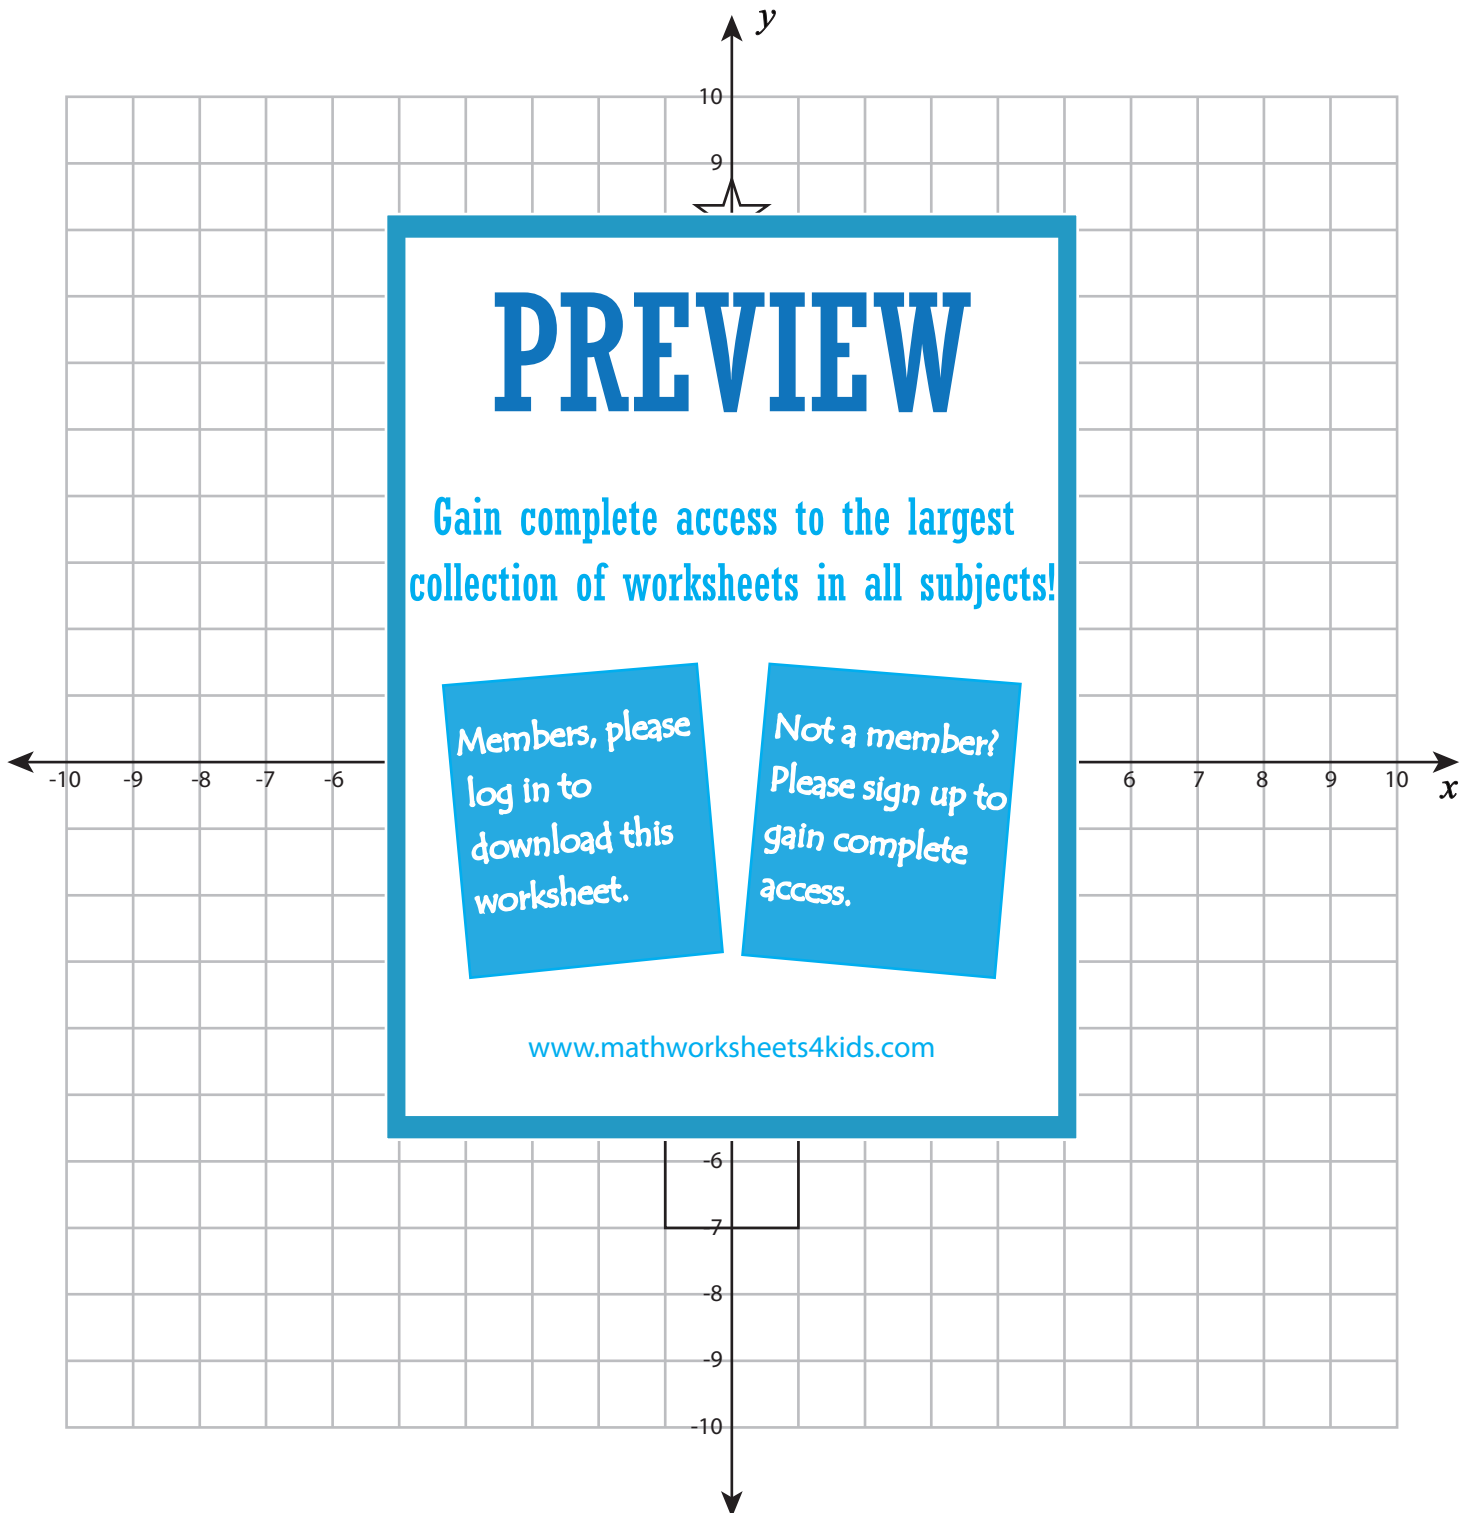 y
10
9
PREVIEW
Gain complete access to the largest
collection of worksheets in all subjects!
Members, please
log in to
download this
worksheet.
Not a member?
Please sign up to
gain complete
access.
-10 -9 -8 -7 -6 6 7 8 9 10 x
www.mathworksheets4kids.com
-6
-7
-8
-9
-10